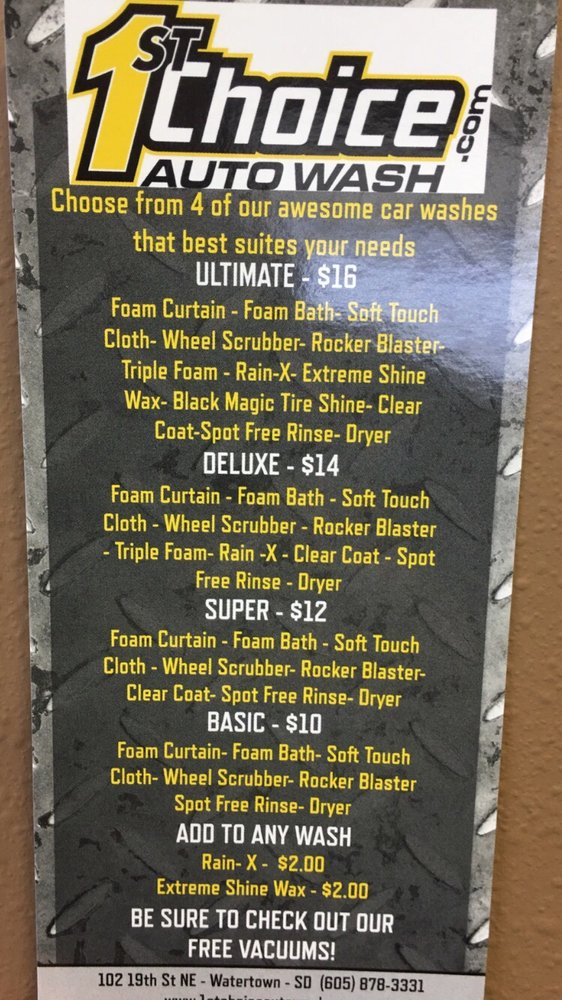 1ST
Choice
.com
AUTO WASH
Choose from 4 of our awesome car washes
that best suites your needs
ULTIMATE - $16
Foam Curtain - Foam Bath- Soft Touch
Cloth- Wheel Scrubber- Rocker Blaster-
Triple Foam - Rain-X- Extreme Shine
Wax- Black Magic Tire Shine- Clear
Coat-Spot Free Rinse- Dryer
DELUXE - $14
Foam Curtain - Foam Bath - Soft Touch
Cloth - Wheel Scrubber - Rocker Blaster
- Triple Foam- Rain -X - Clear Coat - Spot
Free Rinse - Dryer
SUPER - $12
Foam Curtain - Foam Bath - Soft Touch
Cloth - Wheel Scrubber- Rocker Blaster-
Clear Coat- Spot Free Rinse- Dryer
BASIC - $10
Foam Curtain- Foam Bath- Soft Touch
Cloth- Wheel Scrubber- Rocker Blaster
Spot Free Rinse- Dryer
ADD TO ANY WASH
Rain- X - $2.00
Extreme Shine Wax - $2.00
BE SURE TO CHECK OUT OUR
FREE VACUUMS!
102 19th St NE - Watertown - SD (605) 878-3331